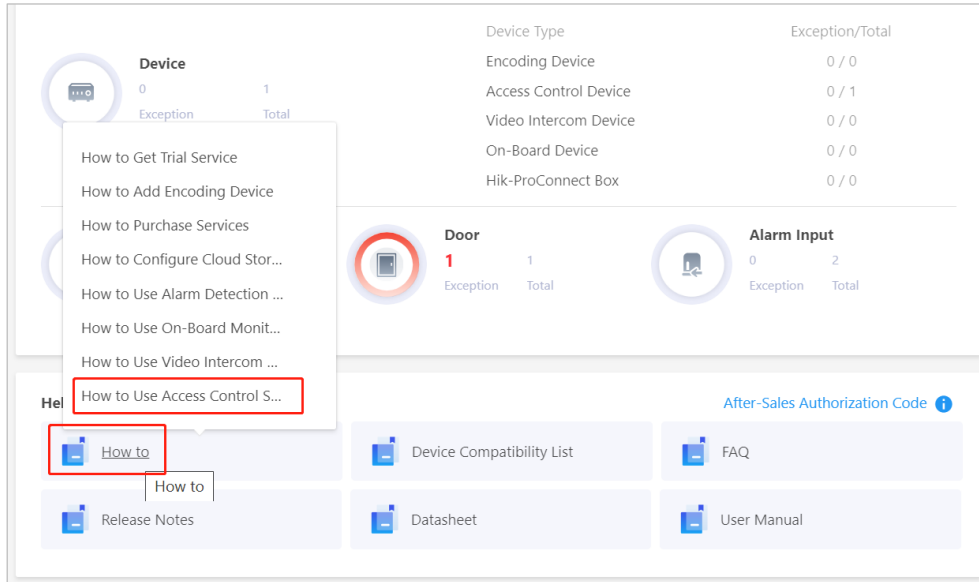 Device Type Exception/Total
Device
0 1
Exception Total
Encoding Device 0 / 0
Access Control Device 0 / 1
Video Intercom Device 0 / 0
On-Board Device 0 / 0
Hik-ProConnect Box 0 / 0
How to Get Trial Service
How to Add Encoding Device
How to Purchase Services
How to Configure Cloud Stor...
How to Use Alarm Detection ...
How to Use On-Board Monit...
How to Use Video Intercom ...
How to Use Access Control S...
Door
1 1
Exception Total
Alarm Input
0 2
Exception Total
Hel
After-Sales Authorization Code
How to
Device Compatibility List
FAQ
How to
Release Notes
Datasheet
User Manual